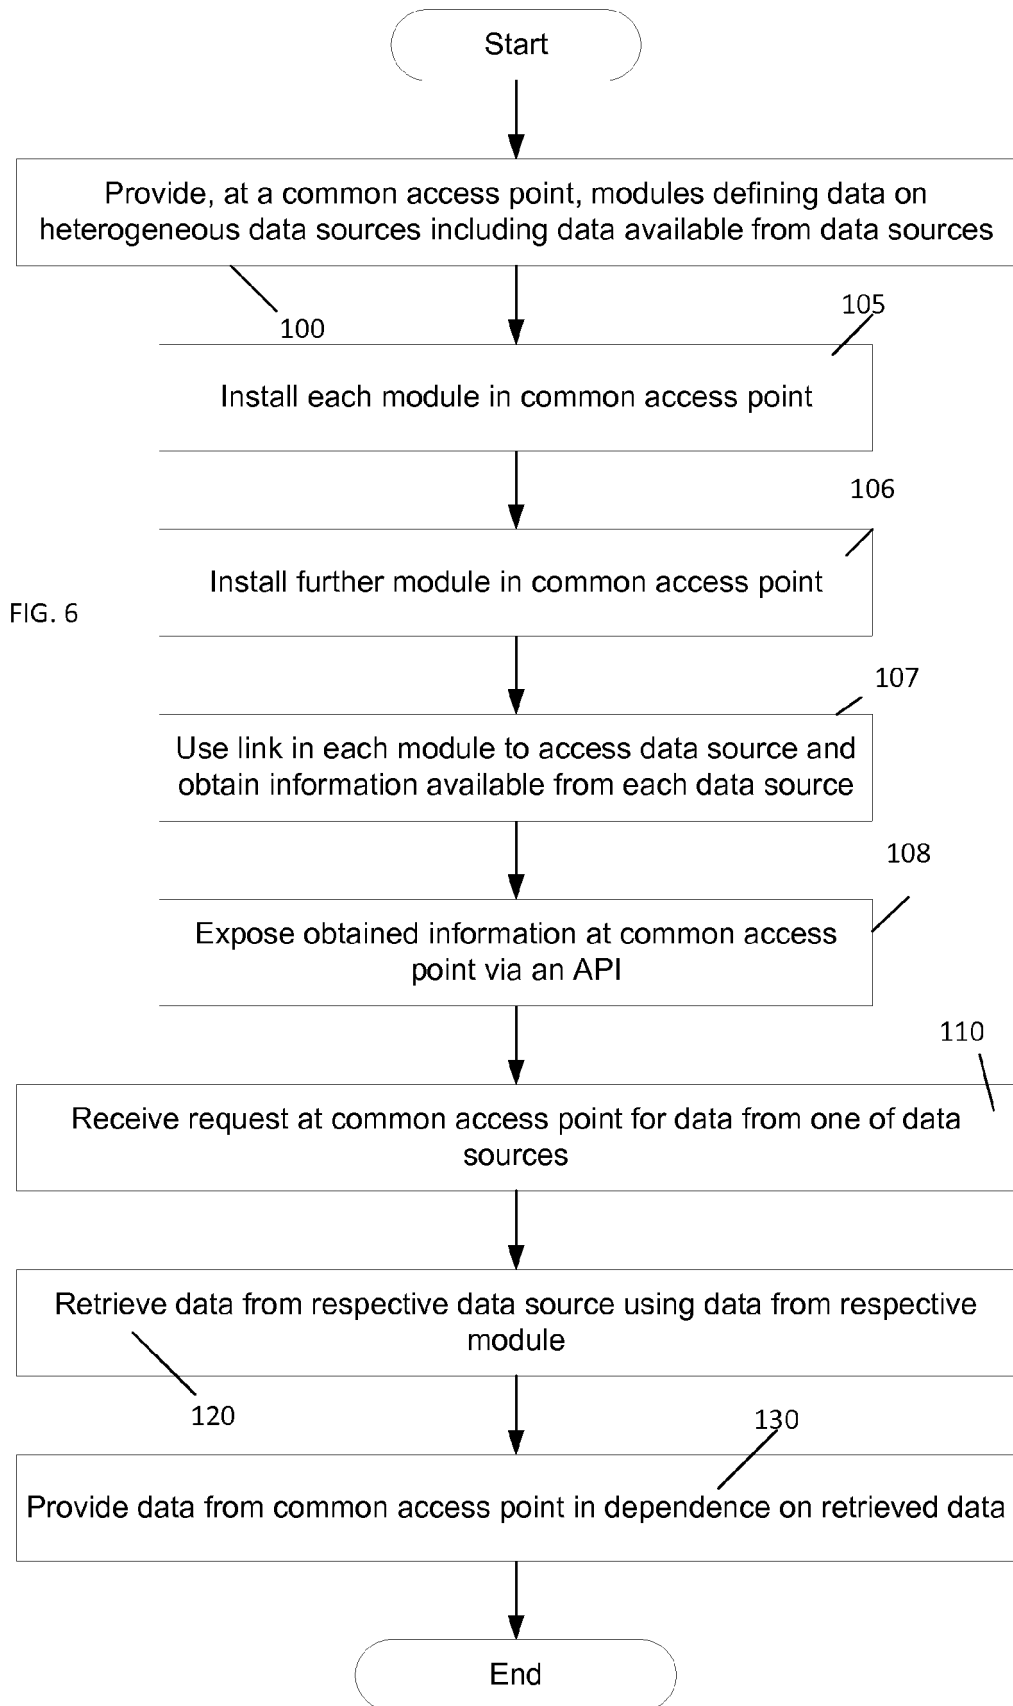 Start
Provide, at a common access point, modules defining data on
heterogeneous data sources including data available from data sources
100
105
Install each module in common access point
106
Install further module in common access point
FIG. 6
107
Use link in each module to access data source and
obtain information available from each data source
108
Expose obtained information at common access
point via an API
110
Receive request at common access point for data from one of data
sources
Retrieve data from respective data source using data from respective
module
120
130
Provide data from common access point in dependence on retrieved data
End